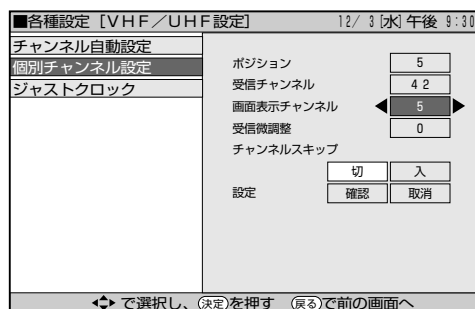 ■各種設定［VHF／UHF設定］ 12/ 3 [水] 午後 9:30
チャンネル自動設定
個別チャンネル設定
ジャストクロック
ポジション 5
受信チャンネル 42
画面表示チャンネル 5
受信微調整 0
チャンネルスキップ
切 入
設定 確認 取消
で選択し、決定を押す 戻るで前の画面へ